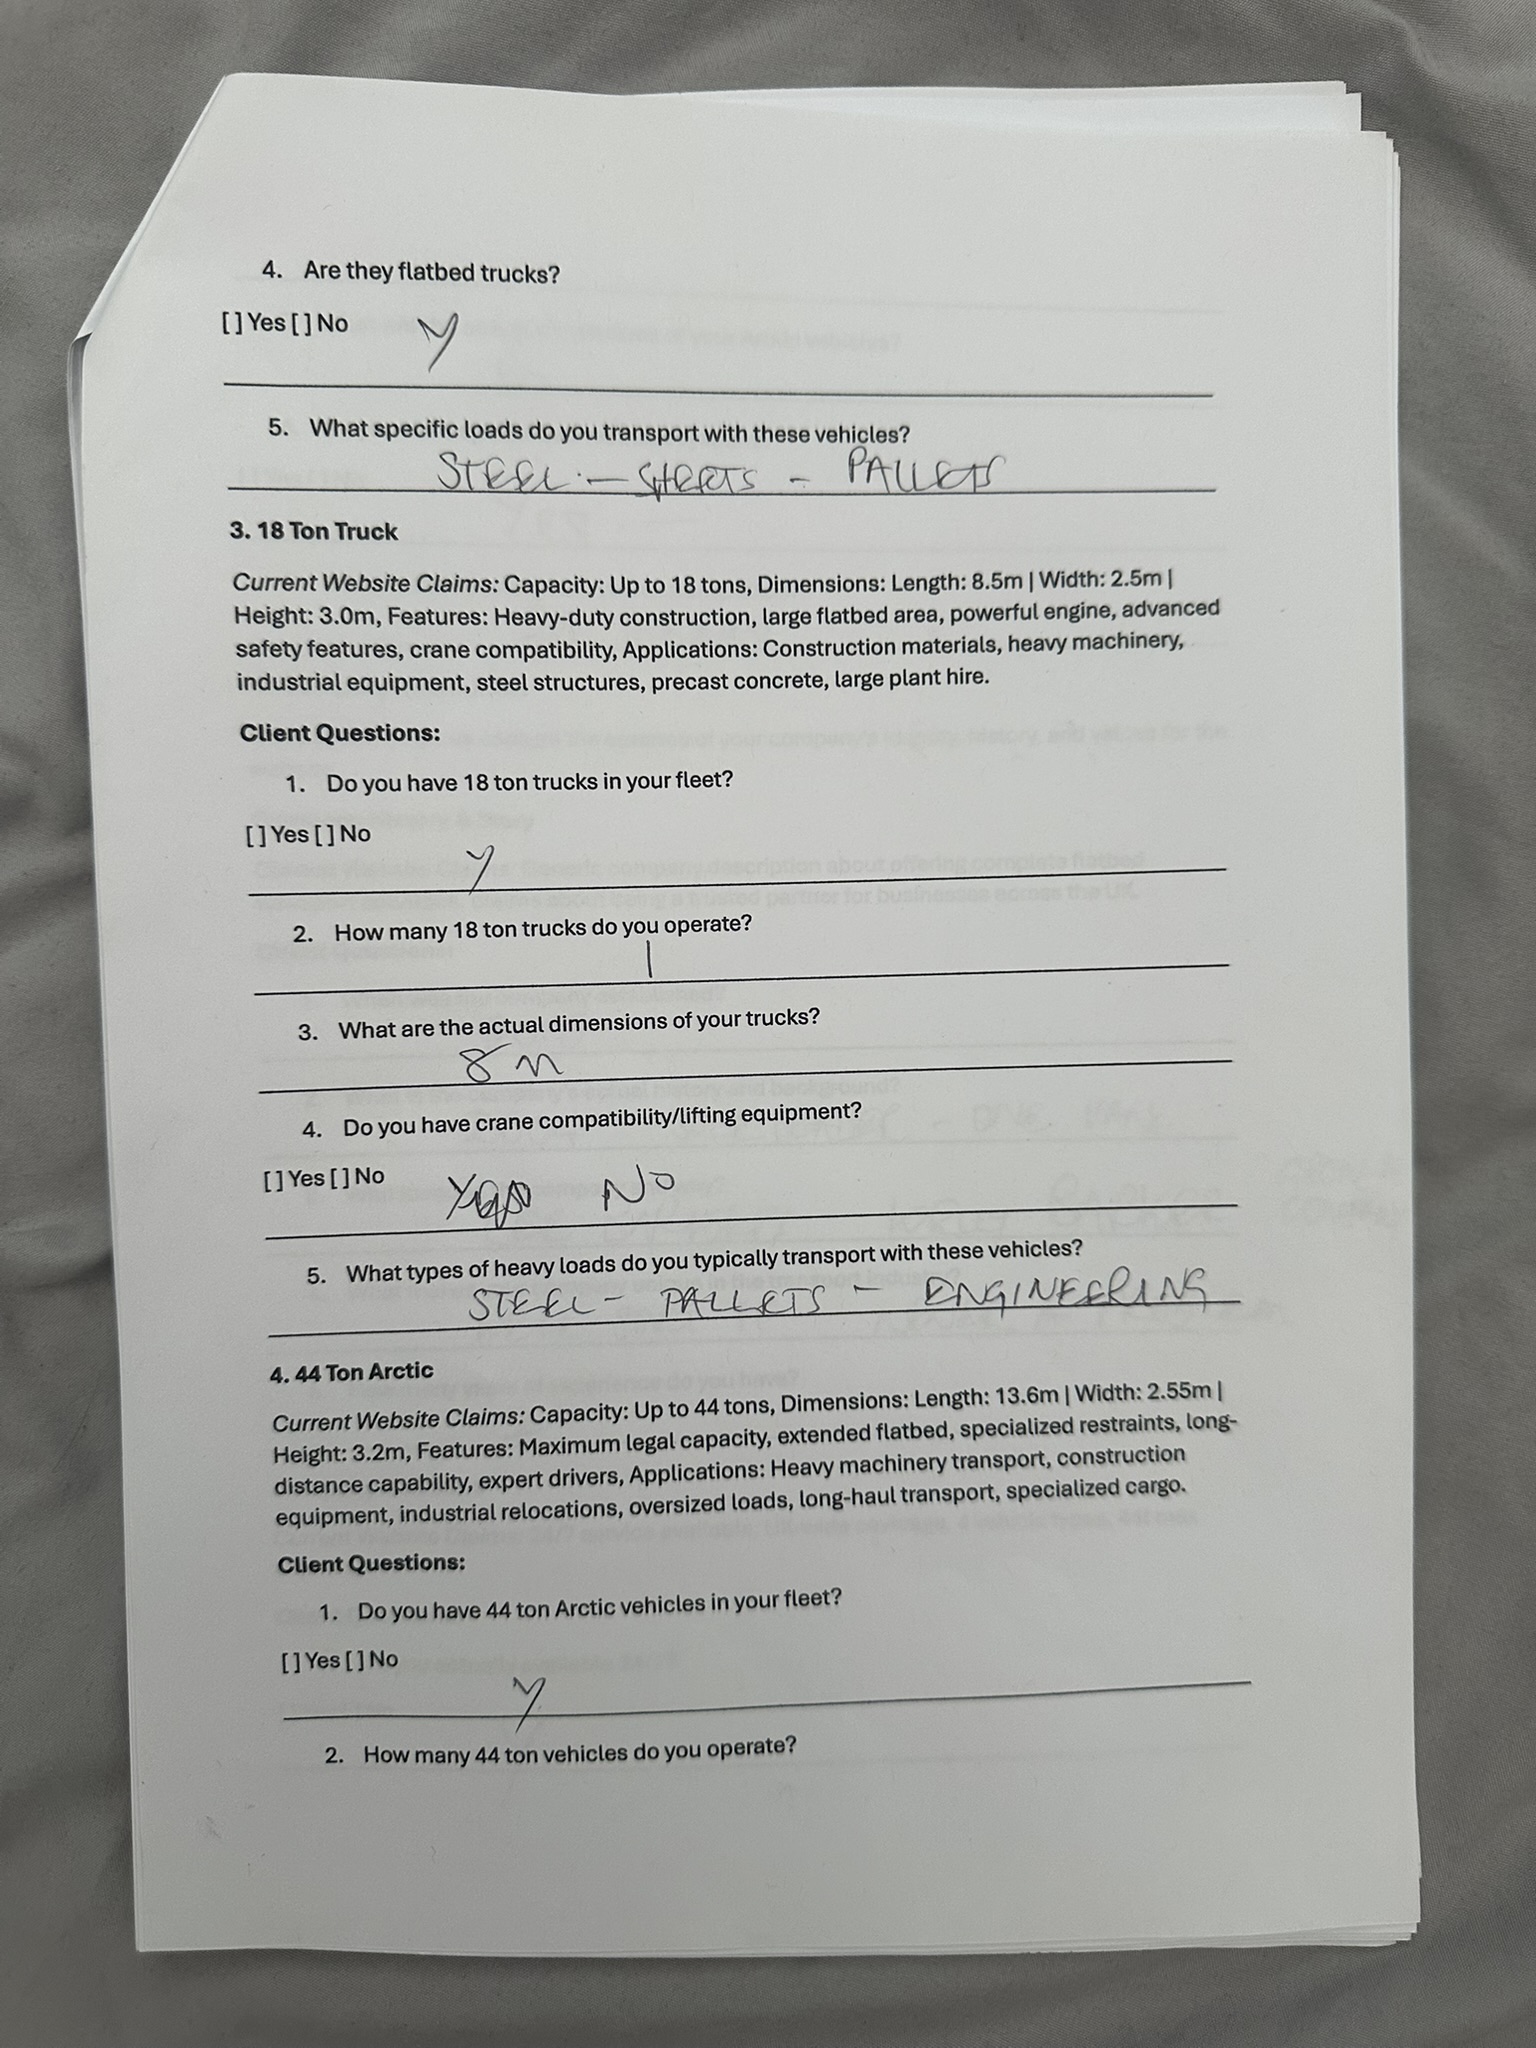 4. Are they flatbed trucks?
[ ] Yes [ ] No Y
5. What specific loads do you transport with these vehicles?
STEEL - SHEETS - PALLETS
3. 18 Ton Truck
Current Website Claims: Capacity: Up to 18 tons, Dimensions: Length: 8.5m | Width: 2.5m |
Height: 3.0m, Features: Heavy-duty construction, large flatbed area, powerful engine, advanced
safety features, crane compatibility, Applications: Construction materials, heavy machinery,
industrial equipment, steel structures, precast concrete, large plant hire.
Client Questions:
1. Do you have 18 ton trucks in your fleet?
[ ] Yes [ ] No
Y
2. How many 18 ton trucks do you operate?
1
3. What are the actual dimensions of your trucks?
8 m
4. Do you have crane compatibility/lifting equipment?
[ ] Yes [ ] No NO
5. What types of heavy loads do you typically transport with these vehicles?
STEEL - PALLETS - ENGINEERING
4. 44 Ton Arctic
Current Website Claims: Capacity: Up to 44 tons, Dimensions: Length: 13.6m | Width: 2.55m |
Height: 3.2m, Features: Maximum legal capacity, extended flatbed, specialized restraints, long-
distance capability, expert drivers, Applications: Heavy machinery transport, construction
equipment, industrial relocations, oversized loads, long-haul transport, specialized cargo.
Client Questions:
1. Do you have 44 ton Arctic vehicles in your fleet?
[ ] Yes [ ] No
Y
2. How many 44 ton vehicles do you operate?